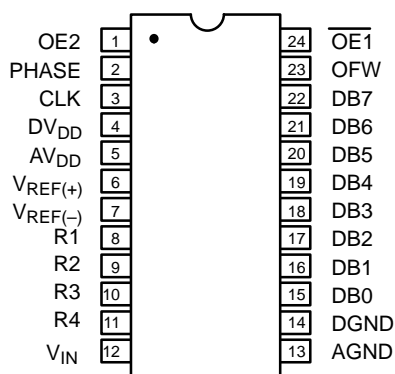 OE2 1 24 OE1
PHASE 2 23 OFW
CLK 3 22 DB7
DVDD 4 21 DB6
AVDD 5 20 DB5
VREF(+) 6 19 DB4
VREF(–) 7 18 DB3
R1 8 17 DB2
R2 9 16 DB1
R3 10 15 DB0
R4 11 14 DGND
VIN 12 13 AGND